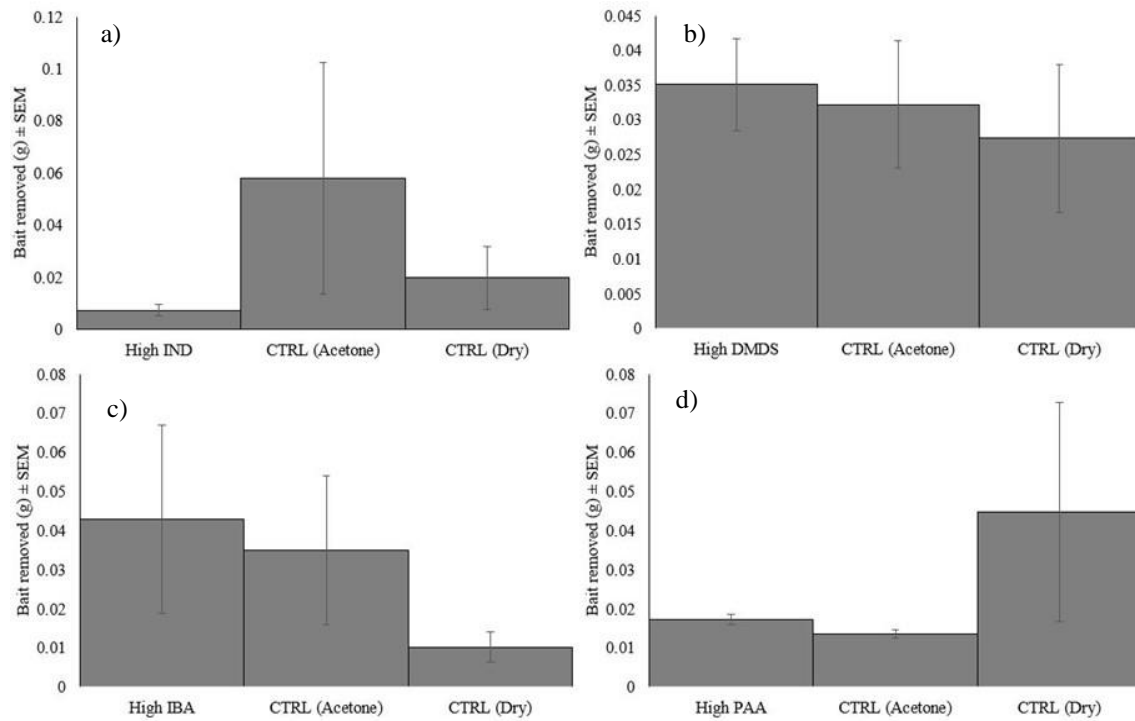 a)
Bait removed (g) ± SEM
0.12
0.1
0.08
0.06
0.04
0.02
0
High IND CTRL (Acetone) CTRL (Dry)
b)
Bait removed (g) ± SEM
0.045
0.04
0.035
0.03
0.025
0.02
0.015
0.01
0.005
0
High DMDS CTRL (Acetone) CTRL (Dry)
c)
Bait removed (g) ± SEM
0.08
0.07
0.06
0.05
0.04
0.03
0.02
0.01
0
High IBA CTRL (Acetone) CTRL (Dry)
d)
Bait removed (g) ± SEM
0.08
0.07
0.06
0.05
0.04
0.03
0.02
0.01
0
High PAA CTRL (Acetone) CTRL (Dry)